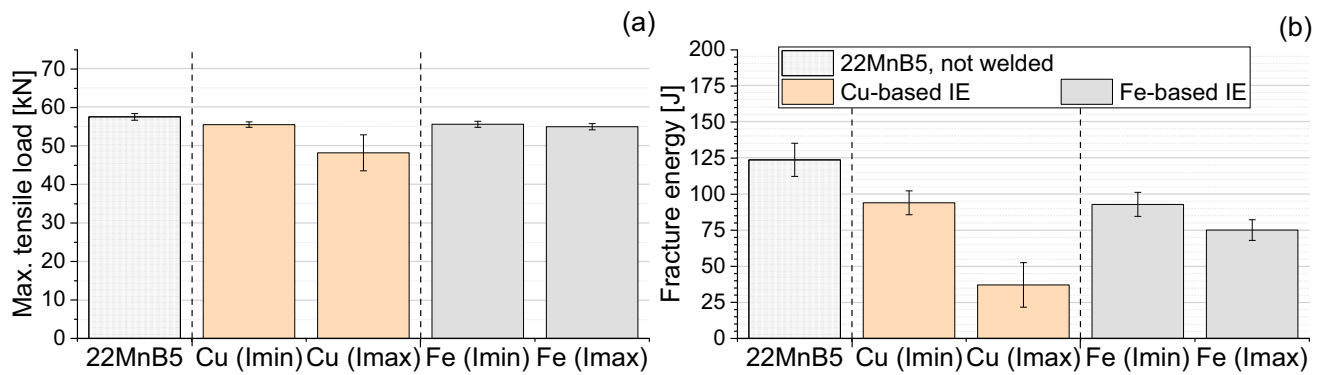 (a)
Max. tensile load [kN]
70
60
50
40
30
20
10
0
22MnB5 Cu (Imin) Cu (Imax) Fe (Imin) Fe (Imax)
(b)
Fracture energy [J]
200
175
150
125
100
75
50
25
0
22MnB5, not welded
Cu-based IE Fe-based IE
22MnB5 Cu (Imin) Cu (Imax) Fe (Imin) Fe (Imax)